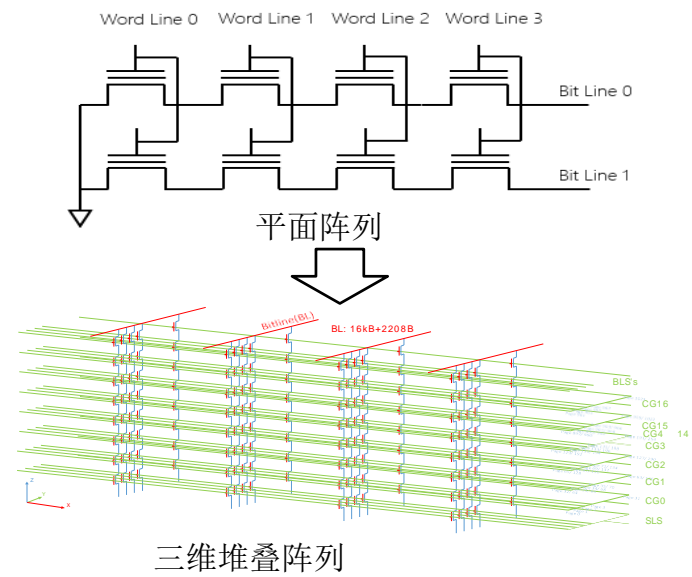 Word Line 0 Word Line 1 Word Line 2 Word Line 3
Bit Line 0
Bit Line 1
平面阵列
Bitline(BL)
BL: 16kB+2208B
BLS's
CG16
CG15
CG4 14
CG3
CG2
CG1
CG0
SLS
z
Y
X
三维堆叠阵列